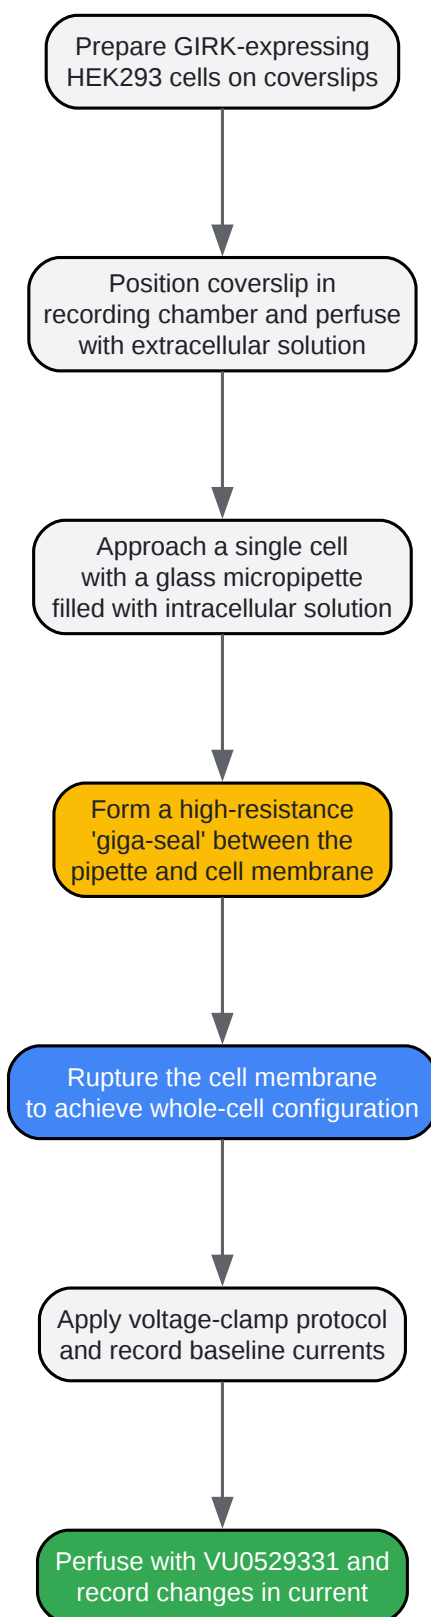 Prepare GIRK-expressing
HEK293 cells on coverslips
Position coverslip in
recording chamber and perfuse
with extracellular solution
Approach a single cell
with a glass micropipette
filled with intracellular solution
Form a high-resistance
'giga-seal' between the
pipette and cell membrane
Rupture the cell membrane
to achieve whole-cell configuration
Apply voltage-clamp protocol
and record baseline currents
Perfuse with VU0529331 and
record changes in current